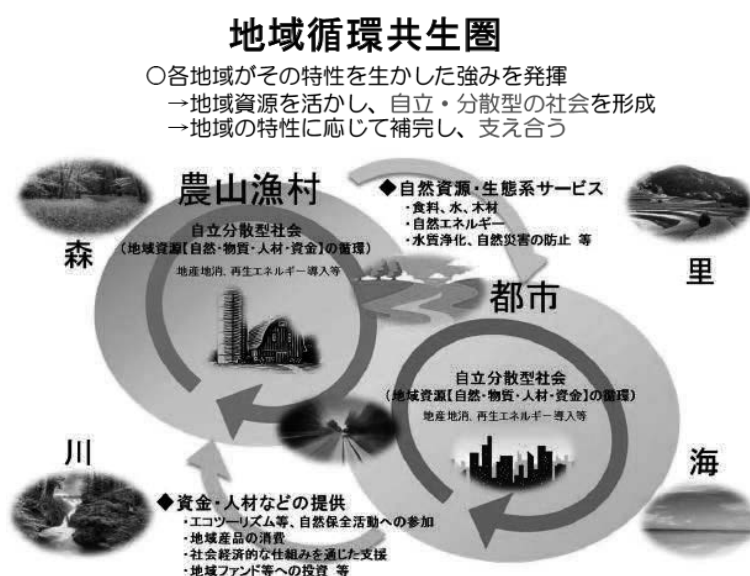 地域循環共生圏
○各地域がその特性を生かした強みを発揮
→地域資源を活かし、自立・分散型の社会を形成
→地域の特性に応じて補完し、支え合う
農山漁村
◆自然資源・生態系サービス
・食料、水、木材
・自然エネルギー
・水質浄化、自然災害の防止 等
森
里
自立分散型社会
(地域資源【自然・物質・人材・資金】の循環)
地産地消、再生エネルギー導入等
都市
自立分散型社会
(地域資源【自然・物質・人材・資金】の循環)
地産地消、再生エネルギー導入等
川
海
◆資金・人材などの提供
・エコツーリズム等、自然保全活動への参加
・地域産品の消費
・社会経済的な仕組みを通じた支援
・地域ファンド等への投資 等